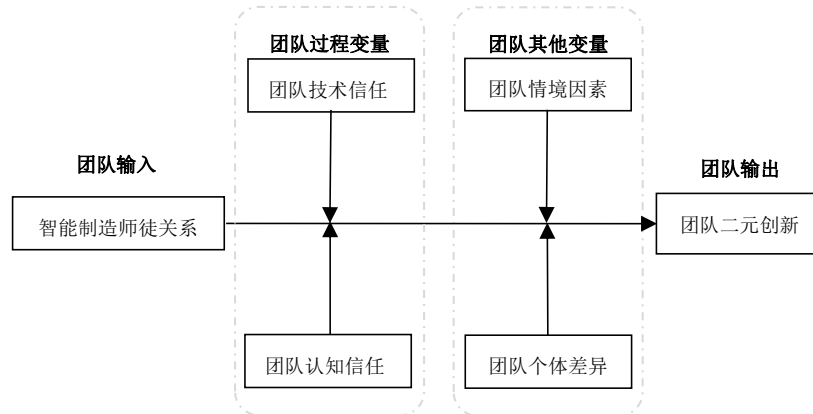 团队过程变量
团队其他变量
团队技术信任
团队情境因素
团队输入
团队输出
智能制造师徒关系
团队二元创新
团队认知信任
团队个体差异